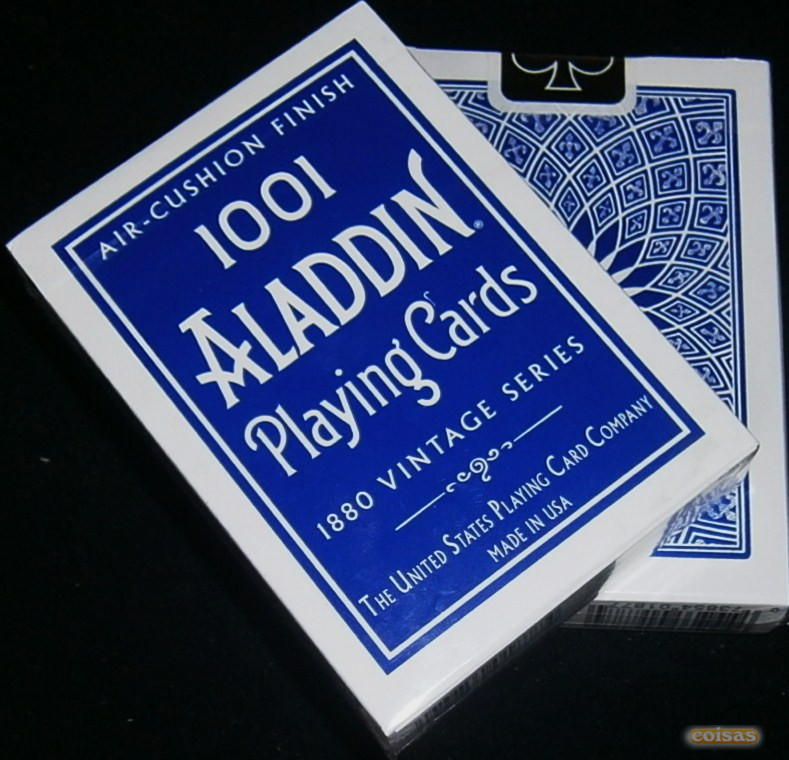 AIR-CUSHION FINISH
1001
ALADDIN®
Playing Cards
1880 VINTAGE SERIES
THE UNITED STATES PLAYING CARD COMPANY
MADE IN USA
coisas